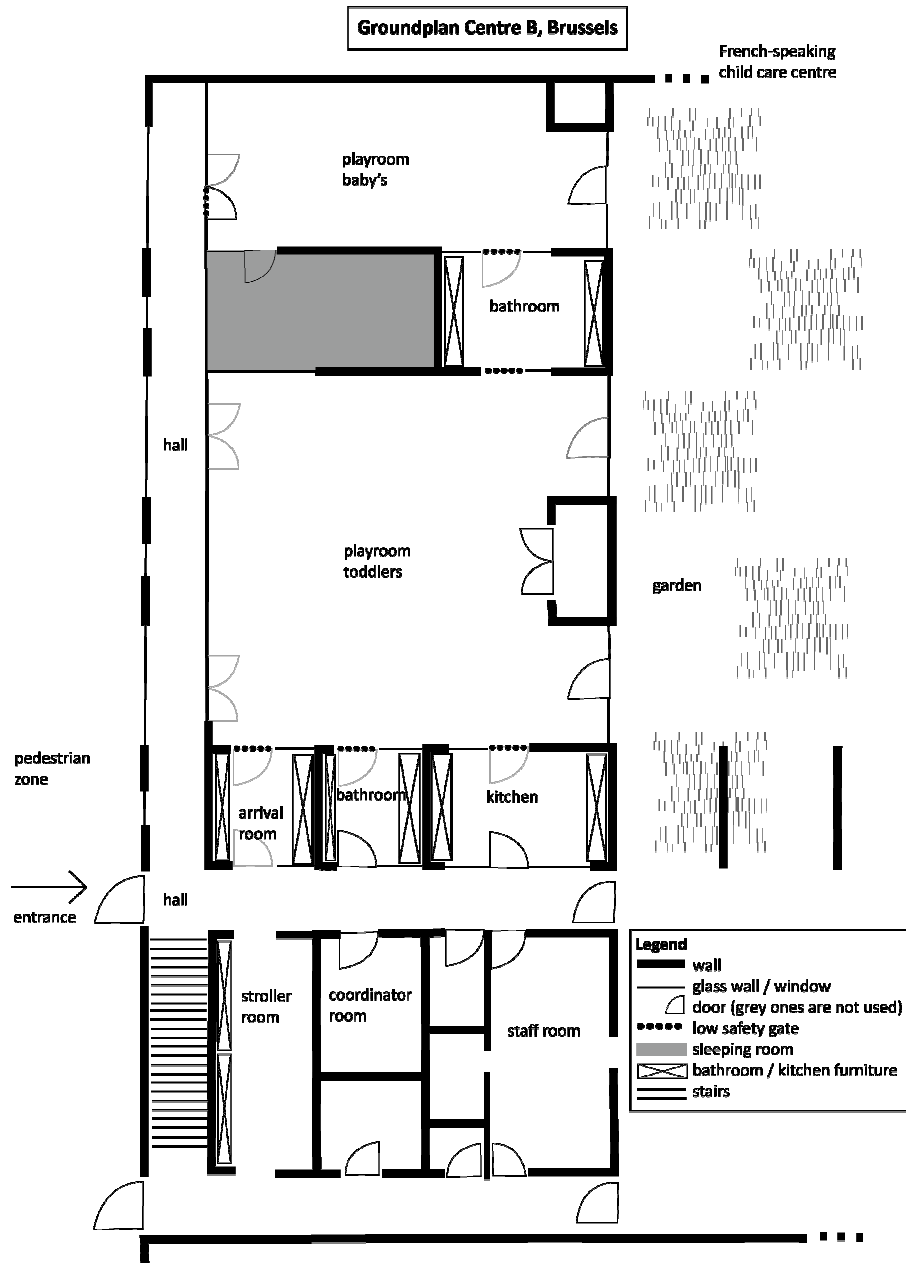 Groundplan Centre B, Brussels
French-speaking
child care centre
playroom
baby's
bathroom
hall
playroom
toddlers
garden
pedestrian
zone
arrival
room
bathroom
kitchen
entrance
hall
stroller
room
coordinator
room
staff room
Legend
wall
glass wall / window
door (grey ones are not used)
low safety gate
sleeping room
bathroom / kitchen furniture
stairs